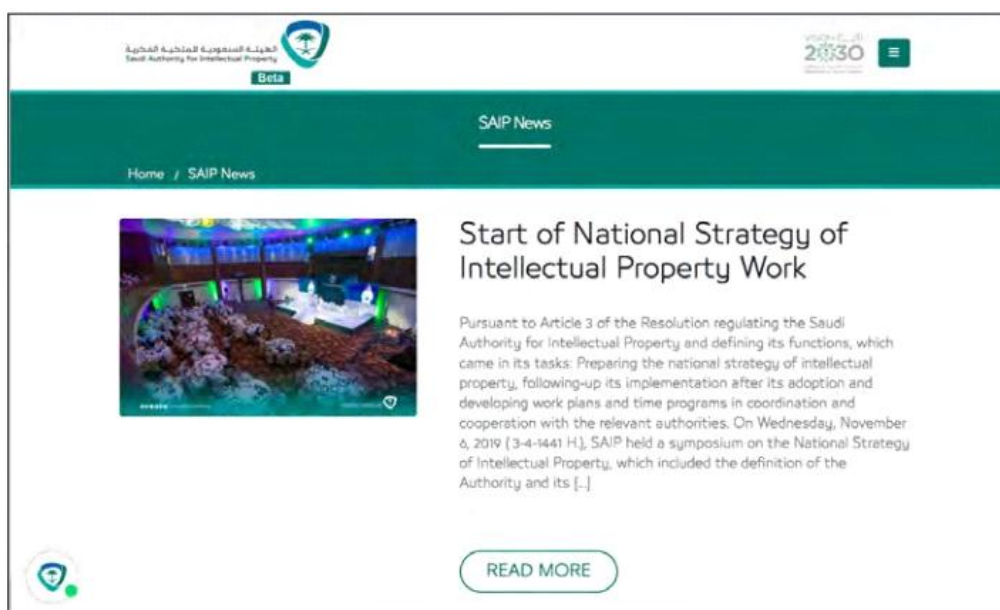 الهيئة السعودية للملكية الفكرية
Saudi Authority for Intellectual Property
Beta
2030
SAIP News
Home / SAIP News
Start of National Strategy of
Intellectual Property Work
Pursuant to Article 3 of the Resolution regulating the Saudi
Authority for Intellectual Property and defining its functions, which
came in its tasks: Preparing the national strategy of intellectual
property, following-up its implementation after its adoption and
developing work plans and time programs in coordination and
cooperation with the relevant authorities. On Wednesday, November
6, 2019 ( 3-4-1441 H.), SAIP held a symposium on the National Strategy
of Intellectual Property, which included the definition of the
Authority and its [...]
READ MORE